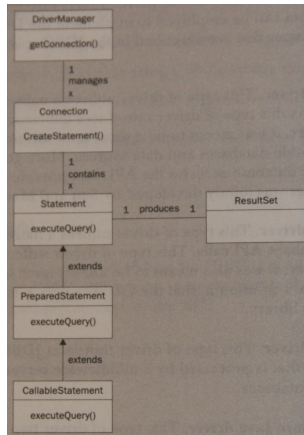 DriverManager
getConnection()
1
manages
x
Connection
CreateStatement()
1
contains
x
Statement
executeQuery()
1 produces 1
ResultSet
extends
PreparedStatement
executeQuery()
extends
CallableStatement
executeQuery()